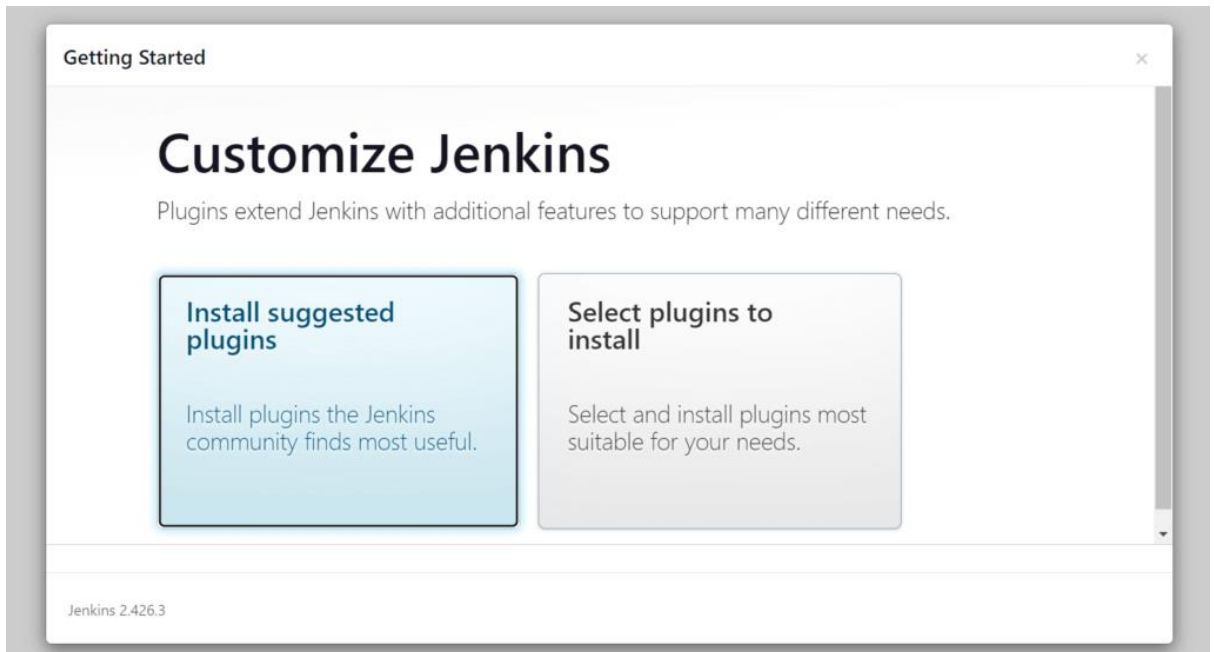 Getting Started
×
Customize Jenkins
Plugins extend Jenkins with additional features to support many different needs.
Install suggested
plugins
Install plugins the Jenkins
community finds most useful.
Select plugins to
install
Select and install plugins most
suitable for your needs.
Jenkins 2.426.3